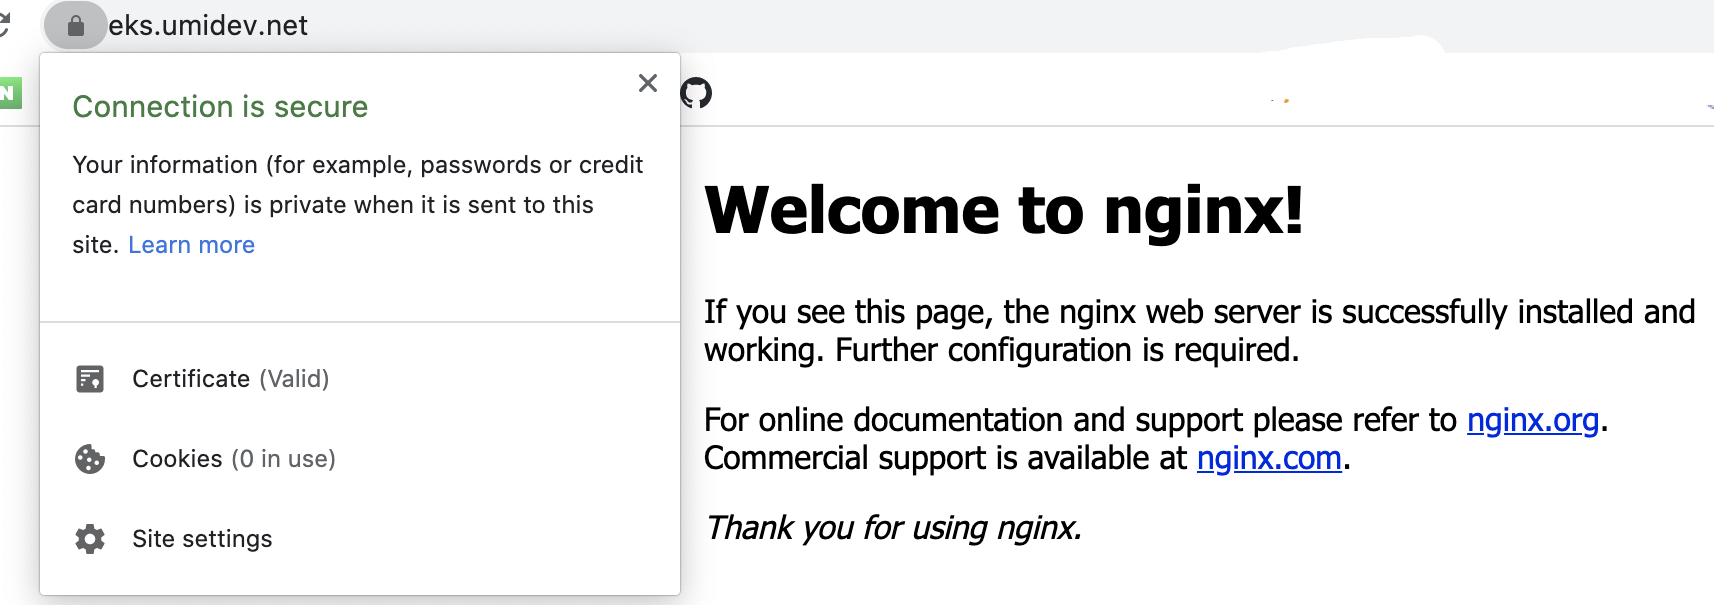 eks.umidev.net
N
Connection is secure
Your information (for example, passwords or credit
card numbers) is private when it is sent to this
site. Learn more
Certificate (Valid)
Cookies (0 in use)
Site settings
Welcome to nginx!
If you see this page, the nginx web server is successfully installed and
working. Further configuration is required.
For online documentation and support please refer to nginx.org.
Commercial support is available at nginx.com.
Thank you for using nginx.